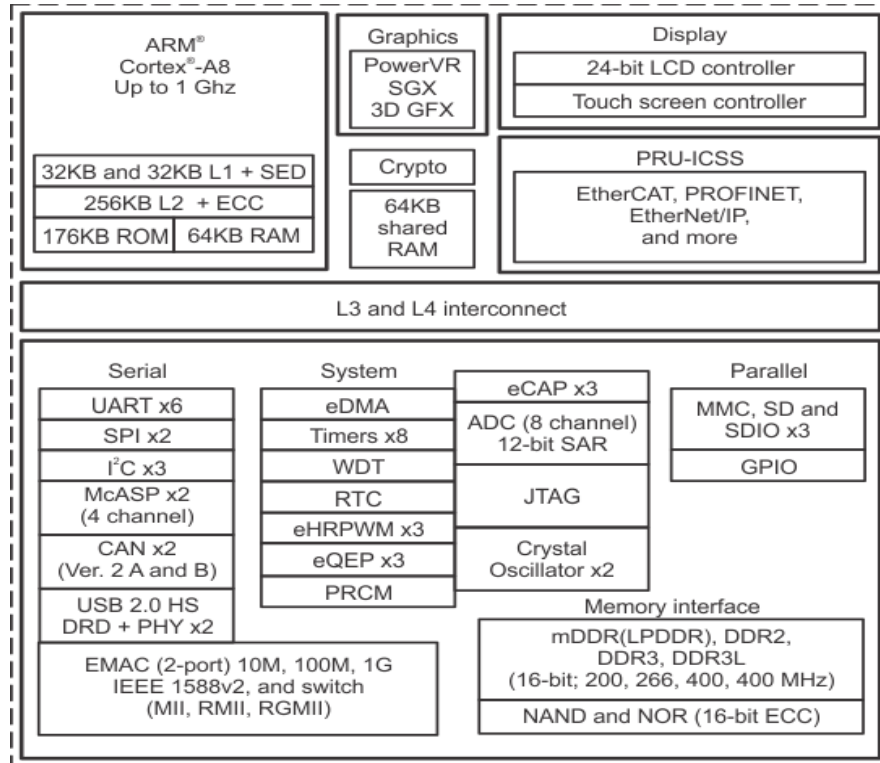 ARM®
Cortex®-A8
Up to 1 Ghz
32KB and 32KB L1 + SED
256KB L2 + ECC
176KB ROM
64KB RAM
Graphics
PowerVR
SGX
3D GFX
Crypto
64KB
shared
RAM
Display
24-bit LCD controller
Touch screen controller
PRU-ICSS
EtherCAT, PROFINET,
EtherNet/IP,
and more
L3 and L4 interconnect
Serial
UART x6
SPI x2
I²C x3
McASP x2
(4 channel)
CAN x2
(Ver. 2 A and B)
USB 2.0 HS
DRD + PHY x2
EMAC (2-port) 10M, 100M, 1G
IEEE 1588v2, and switch
(MII, RMII, RGMII)
System
eDMA
Timers x8
WDT
RTC
eHRPWM x3
eQEP x3
PRCM
eCAP x3
ADC (8 channel)
12-bit SAR
JTAG
Crystal
Oscillator x2
Parallel
MMC, SD and
SDIO x3
GPIO
Memory interface
mDDR(LPDDR), DDR2,
DDR3, DDR3L
(16-bit; 200, 266, 400, 400 MHz)
NAND and NOR (16-bit ECC)